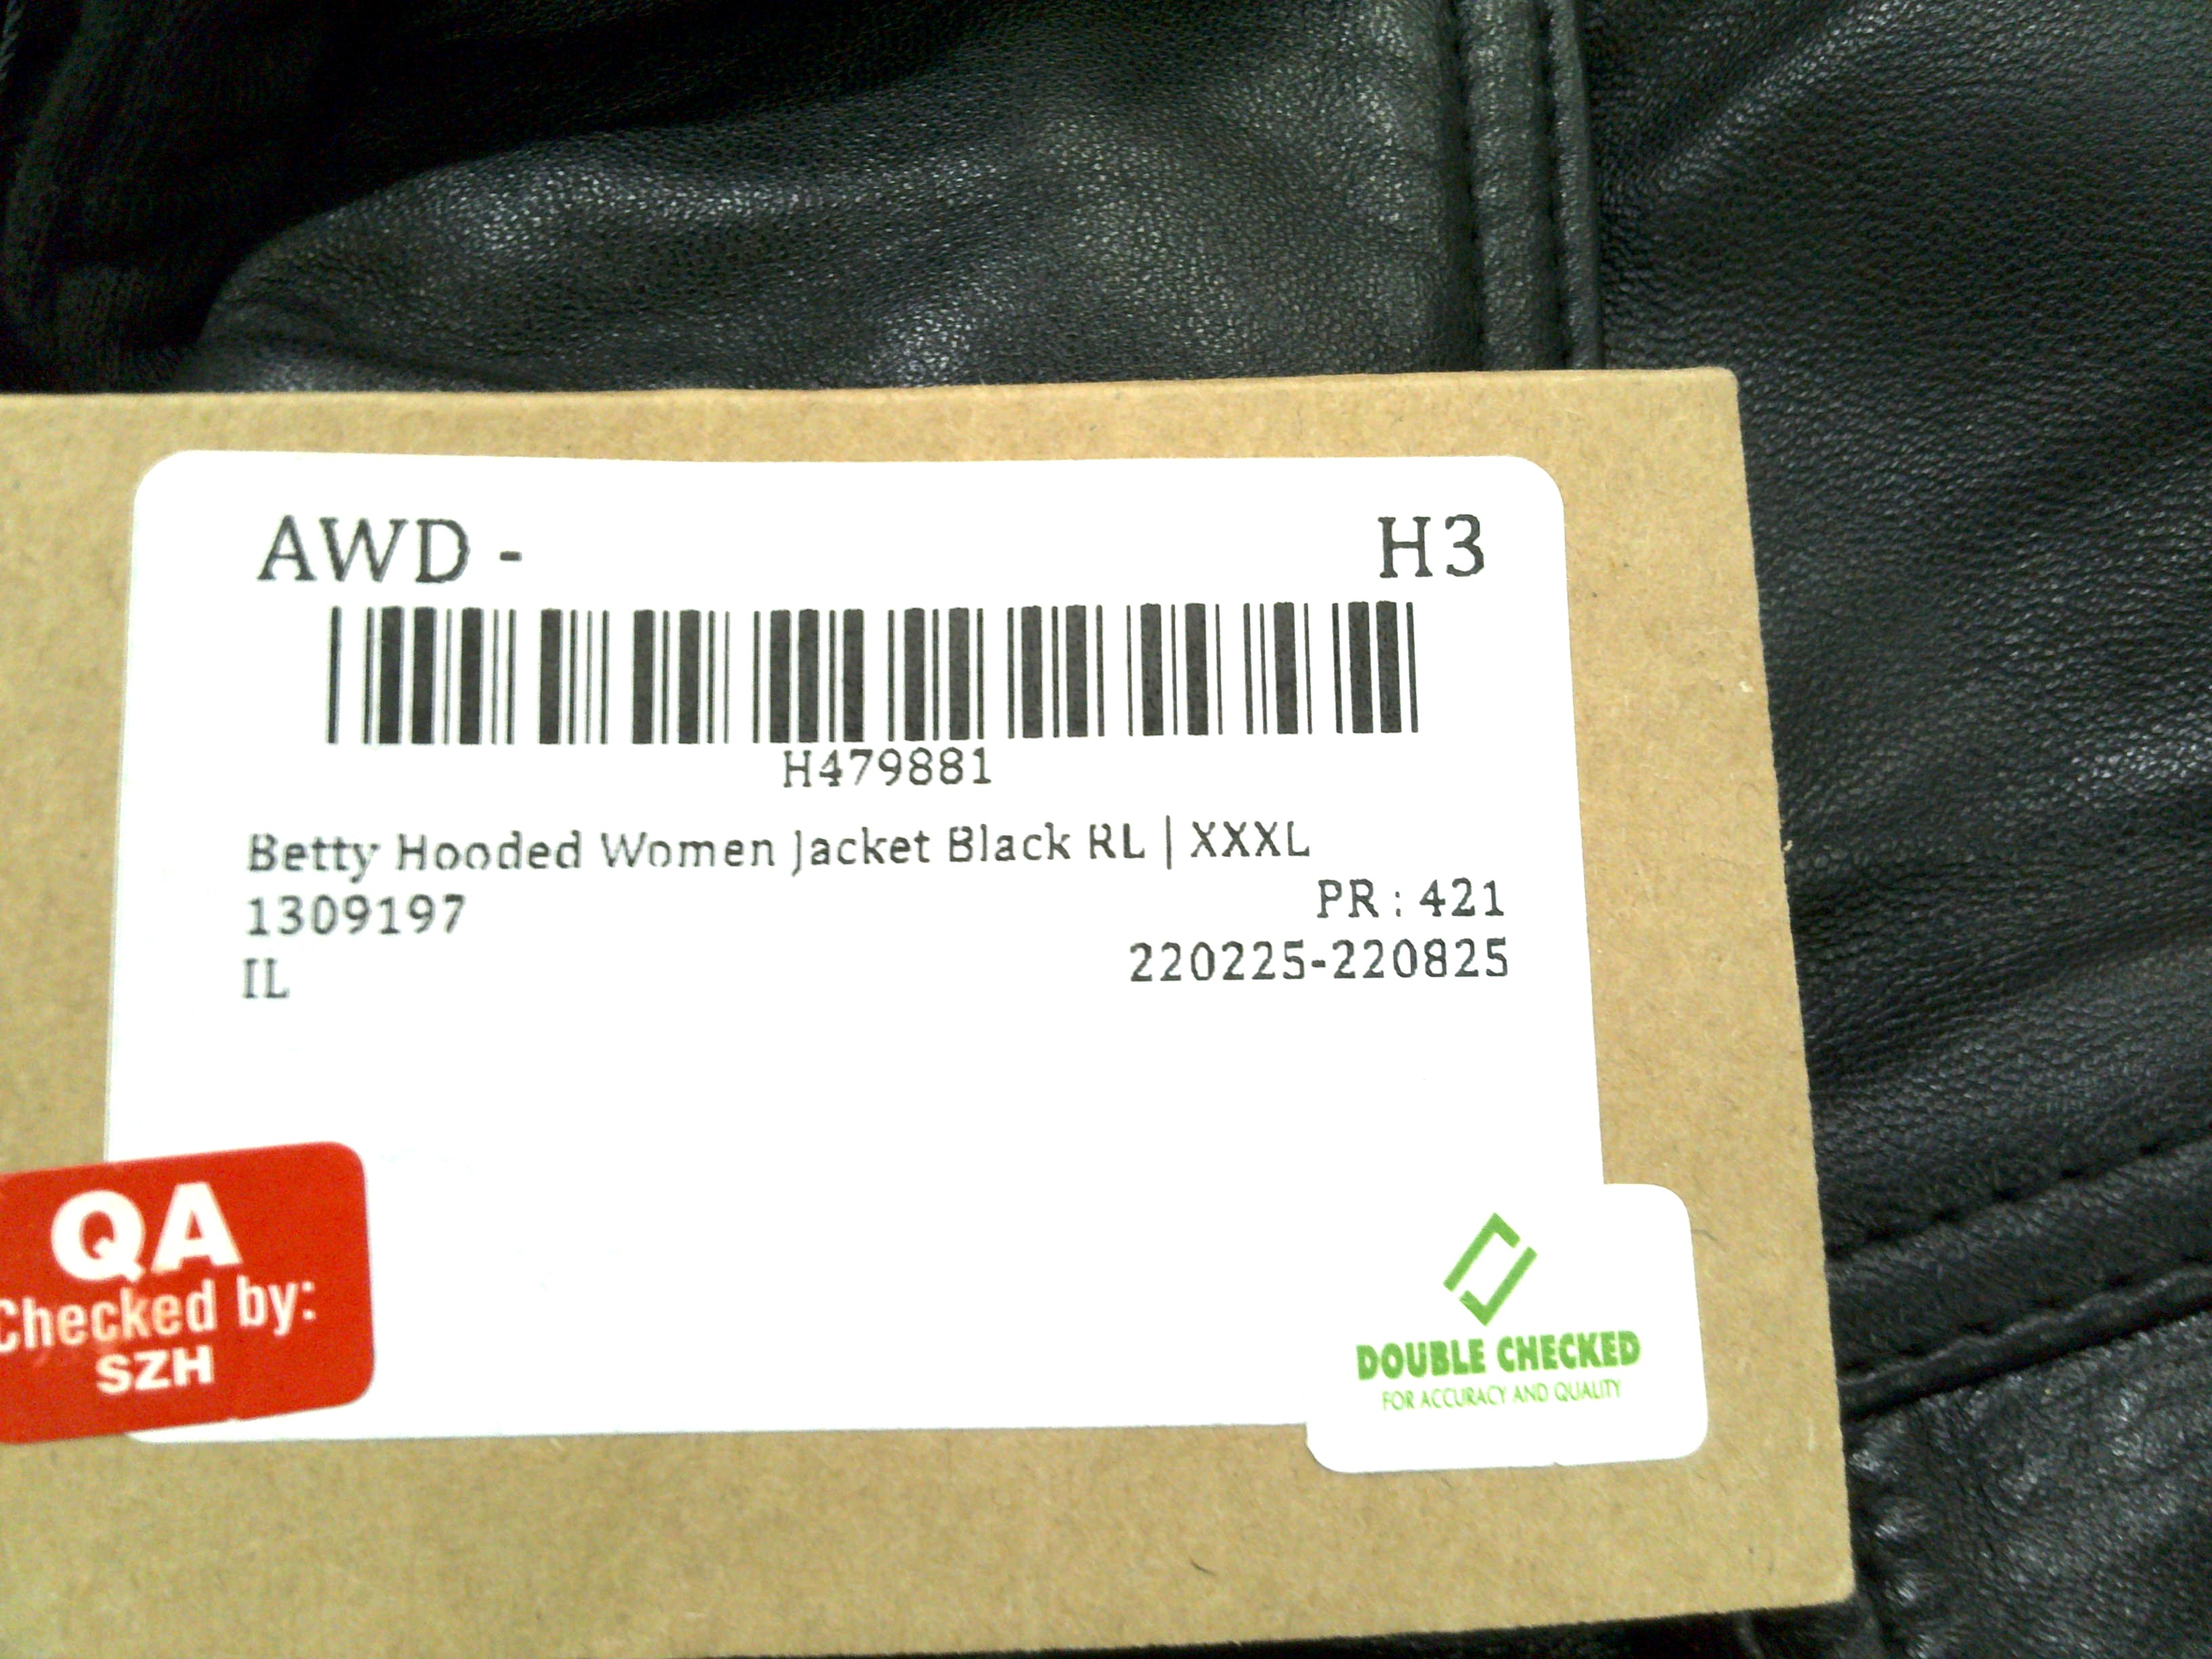 AWD - H3
H479881
Betty Hooded Women Jacket Black RL | XXXL
1309197 PR : 421
IL 220225-220825
QA
Checked by:
SZH
DOUBLE CHECKED
FOR ACCURACY AND QUALITY